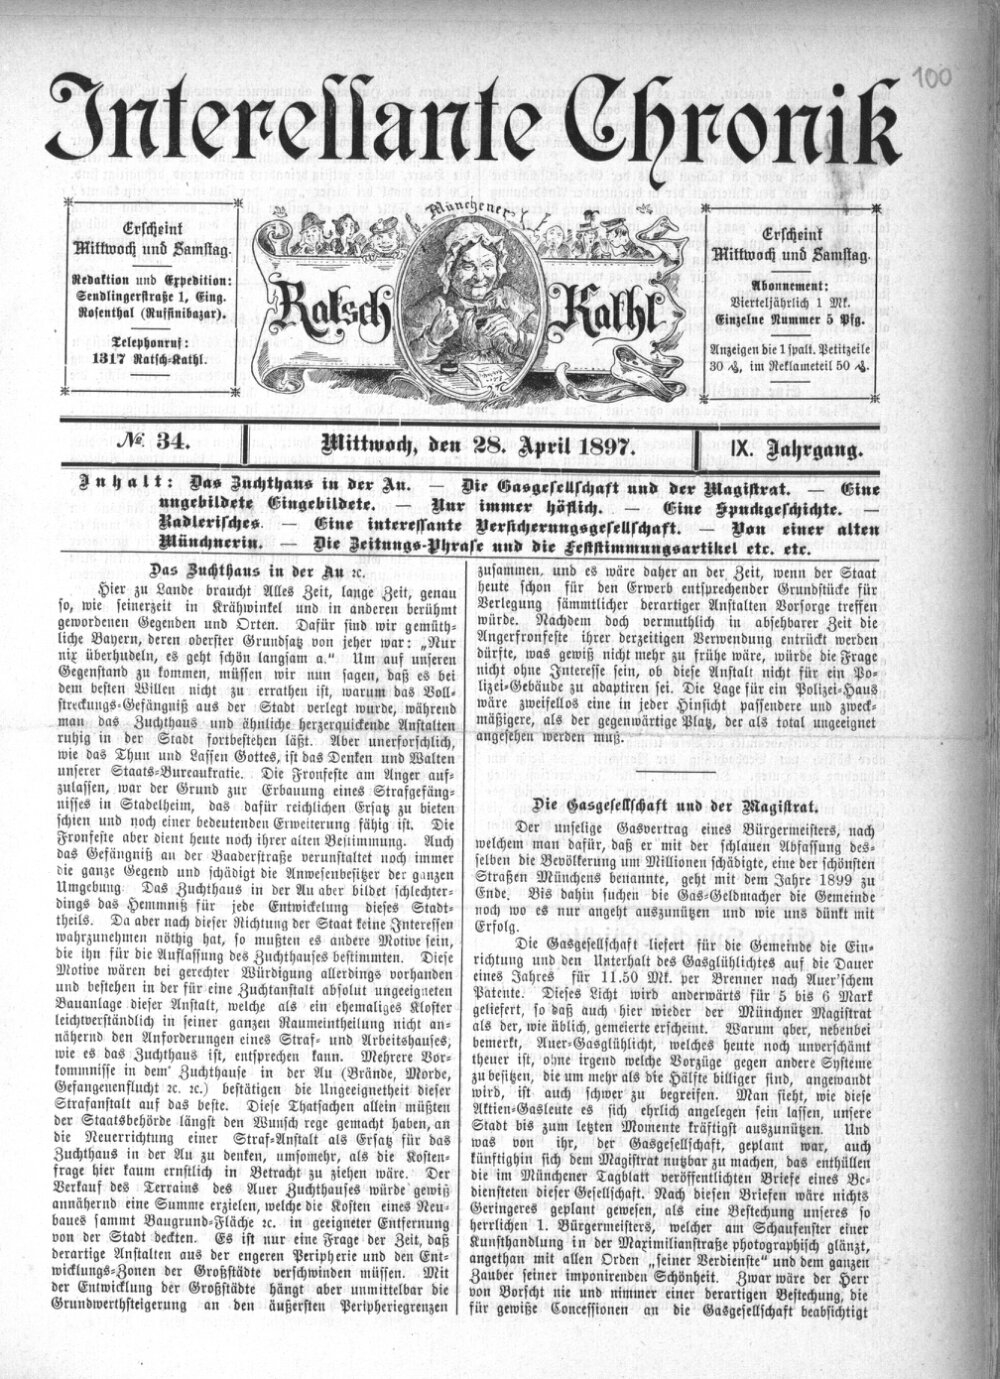 100
Interessante Chronik
Erscheint
Mittwoch und Samstag.
Redaktion und Expedition:
Sendlingerstraße 1, Eing.
Rosenthal (Ruffinibazar).
Telephonruf:
1317 Ratsch-Kathl.
Münchener
Ratsch Kathl
Erscheint
Mittwoch und Samstag.
Abonnement:
Vierteljährlich 1 Mk.
Einzelne Nummer 5 Pfg.
Anzeigen die 1 spalt. Petitzeile
30 ₰, im Reklameteil 50 ₰.
№ 34.
Mittwoch, den 28. April 1897.
IX. Jahrgang.
Inhalt: Das Zuchthaus in der Au. — Die Gasgesellschaft und der Magistrat. — Eine
ungebildete Eingebildete. — Nur immer höflich. — Eine Spuckgeschichte. —
Radlerisches. — Eine interessante Versicherungsgesellschaft. — Von einer alten
Münchnerin. — Die Zeitungs-Phrase und die Feststimmungsartikel etc. etc.
Das Zuchthaus in der Au ꝛc.
Hier zu Lande braucht Alles Zeit, lange Zeit, genau
so, wie seinerzeit in Krähwinkel und in anderen berühmt
gewordenen Gegenden und Orten. Dafür sind wir gemüth-
liche Bayern, deren oberster Grundsatz von jeher war: „Nur
nix überhudeln, es geht schön langsam a.“ Um auf unseren
Gegenstand zu kommen, müssen wir nun sagen, daß es bei
dem besten Willen nicht zu errathen ist, warum das Voll-
streckungs-Gefängniß aus der Stadt verlegt wurde, während
man das Zuchthaus und ähnliche herzerquickende Anstalten
ruhig in der Stadt fortbestehen läßt. Aber unerforschlich,
wie das Thun und Lassen Gottes, ist das Denken und Walten
unserer Staats-Bureaukratie. Die Fronfeste am Anger auf-
zulassen, war der Grund zur Erbauung eines Strafgefäng-
nisses in Stadelheim, das dafür reichlichen Ersatz zu bieten
schien und noch einer bedeutenden Erweiterung fähig ist. Die
Fronfeste aber dient heute noch ihrer alten Bestimmung. Auch
das Gefängniß an der Baaderstraße verunstaltet noch immer
die ganze Gegend und schädigt die Anwesenbesitzer der ganzen
Umgebung. Das Zuchthaus in der Au aber bildet schlechter-
dings das Hemmniß für jede Entwickelung dieses Stadt-
theils. Da aber nach dieser Richtung der Staat keine Interessen
wahrzunehmen nöthig hat, so mußten es andere Motive sein,
die ihn für die Auflassung des Zuchthauses bestimmten. Diese
Motive wären bei gerechter Würdigung allerdings vorhanden
und bestehen in der für eine Zuchtanstalt absolut ungeeigneten
Bauanlage dieser Anstalt, welche als ein ehemaliges Kloster
leichtverständlich in seiner ganzen Raumeintheilung nicht an-
nähernd den Anforderungen eines Straf- und Arbeitshauses,
wie es das Zuchthaus ist, entsprechen kann. Mehrere Vor-
kommnisse in dem Zuchthause in der Au (Brände, Morde,
Gefangenenflucht ꝛc. ꝛc.) bestätigen die Ungeeignetheit dieser
Strafanstalt auf das beste. Diese Thatsachen allein müßten
der Staatsbehörde längst den Wunsch rege gemacht haben, an
die Neuerrichtung einer Straf-Anstalt als Ersatz für das
Zuchthaus in der Au zu denken, umsomehr, als die Kosten-
frage hier kaum ernstlich in Betracht zu ziehen wäre. Der
Verkauf des Terrains des Auer Zuchthauses würde gewiß
annähernd eine Summe erzielen, welche die Kosten eines Neu-
baues sammt Baugrund-Fläche ꝛc. in geeigneter Entfernung
von der Stadt deckten. Es ist nur eine Frage der Zeit, daß
derartige Anstalten aus der engeren Peripherie und den Ent-
wicklungs-Zonen der Großstädte verschwinden müssen. Mit
der Entwicklung der Großstädte hängt aber unmittelbar die
Grundwerthsteigerung an den äußersten Peripheriegrenzen
zusammen, und es wäre daher an der Zeit, wenn der Staat
heute schon für den Erwerb entsprechender Grundstücke für
Verlegung sämmtlicher derartiger Anstalten Vorsorge treffen
würde. Nachdem doch vermuthlich in absehbarer Zeit die
Angerfronfeste ihrer derzeitigen Verwendung entrückt werden
dürfte, was gewiß nicht mehr zu frühe wäre, würde die Frage
nicht ohne Interesse sein, ob diese Anstalt nicht für ein Po-
lizei-Gebäude zu adaptiren sei. Die Lage für ein Polizei-Haus
wäre zweifellos eine in jeder Hinsicht passendere und zweck-
mäßigere, als der gegenwärtige Platz, der als total ungeeignet
angesehen werden muß.
Die Gasgesellschaft und der Magistrat.
Der unselige Gasvertrag eines Bürgermeisters, nach
welchem man dafür, daß er mit der schlauen Abfassung des-
selben die Bevölkerung um Millionen schädigte, eine der schönsten
Straßen Münchens benannte, geht mit dem Jahre 1899 zu
Ende. Bis dahin suchen die Gas-Geldmacher die Gemeinde
noch wo es nur angeht auszunützen und wie uns dünkt mit
Erfolg.
Die Gasgesellschaft liefert für die Gemeinde die Ein-
richtung und den Unterhalt des Gasglühlichtes auf die Dauer
eines Jahres für 11.50 Mk. per Brenner nach Auer'schem
Patente. Dieses Licht wird anderwärts für 5 bis 6 Mark
geliefert, so daß auch hier wieder der Münchner Magistrat
als der, wie üblich, gemeierte erscheint. Warum aber, nebenbei
bemerkt, Auer-Gasglühlicht, welches heute noch unverschämt
theuer ist, ohne irgend welche Vorzüge gegen andere Systeme
zu besitzen, die um mehr als die Hälfte billiger sind, angewandt
wird, ist auch schwer zu begreifen. Man sieht, wie diese
Aktien-Gasleute es sich ehrlich angelegen sein lassen, unsere
Stadt bis zum letzten Momente kräftigst auszunützen. Und
was von ihr, der Gasgesellschaft, geplant war, auch
künftighin sich dem Magistrat nutzbar zu machen, das enthüllen
die im Münchener Tagblatt veröffentlichten Briefe eines Be-
diensteten dieser Gesellschaft. Nach diesen Briefen wäre nichts
Geringeres geplant gewesen, als eine Bestechung unseres so
herrlichen 1. Bürgermeisters, welcher am Schaufenster einer
Kunsthandlung in der Maximilianstraße photographisch glänzt,
angethan mit allen Orden „seiner Verdienste“ und dem ganzen
Zauber seiner imponirenden Schönheit. Zwar wäre der Herr
von Borscht nie und nimmer einer derartigen Bestechung, die
für gewiße Concessionen an die Gasgesellschaft beabsichtigt